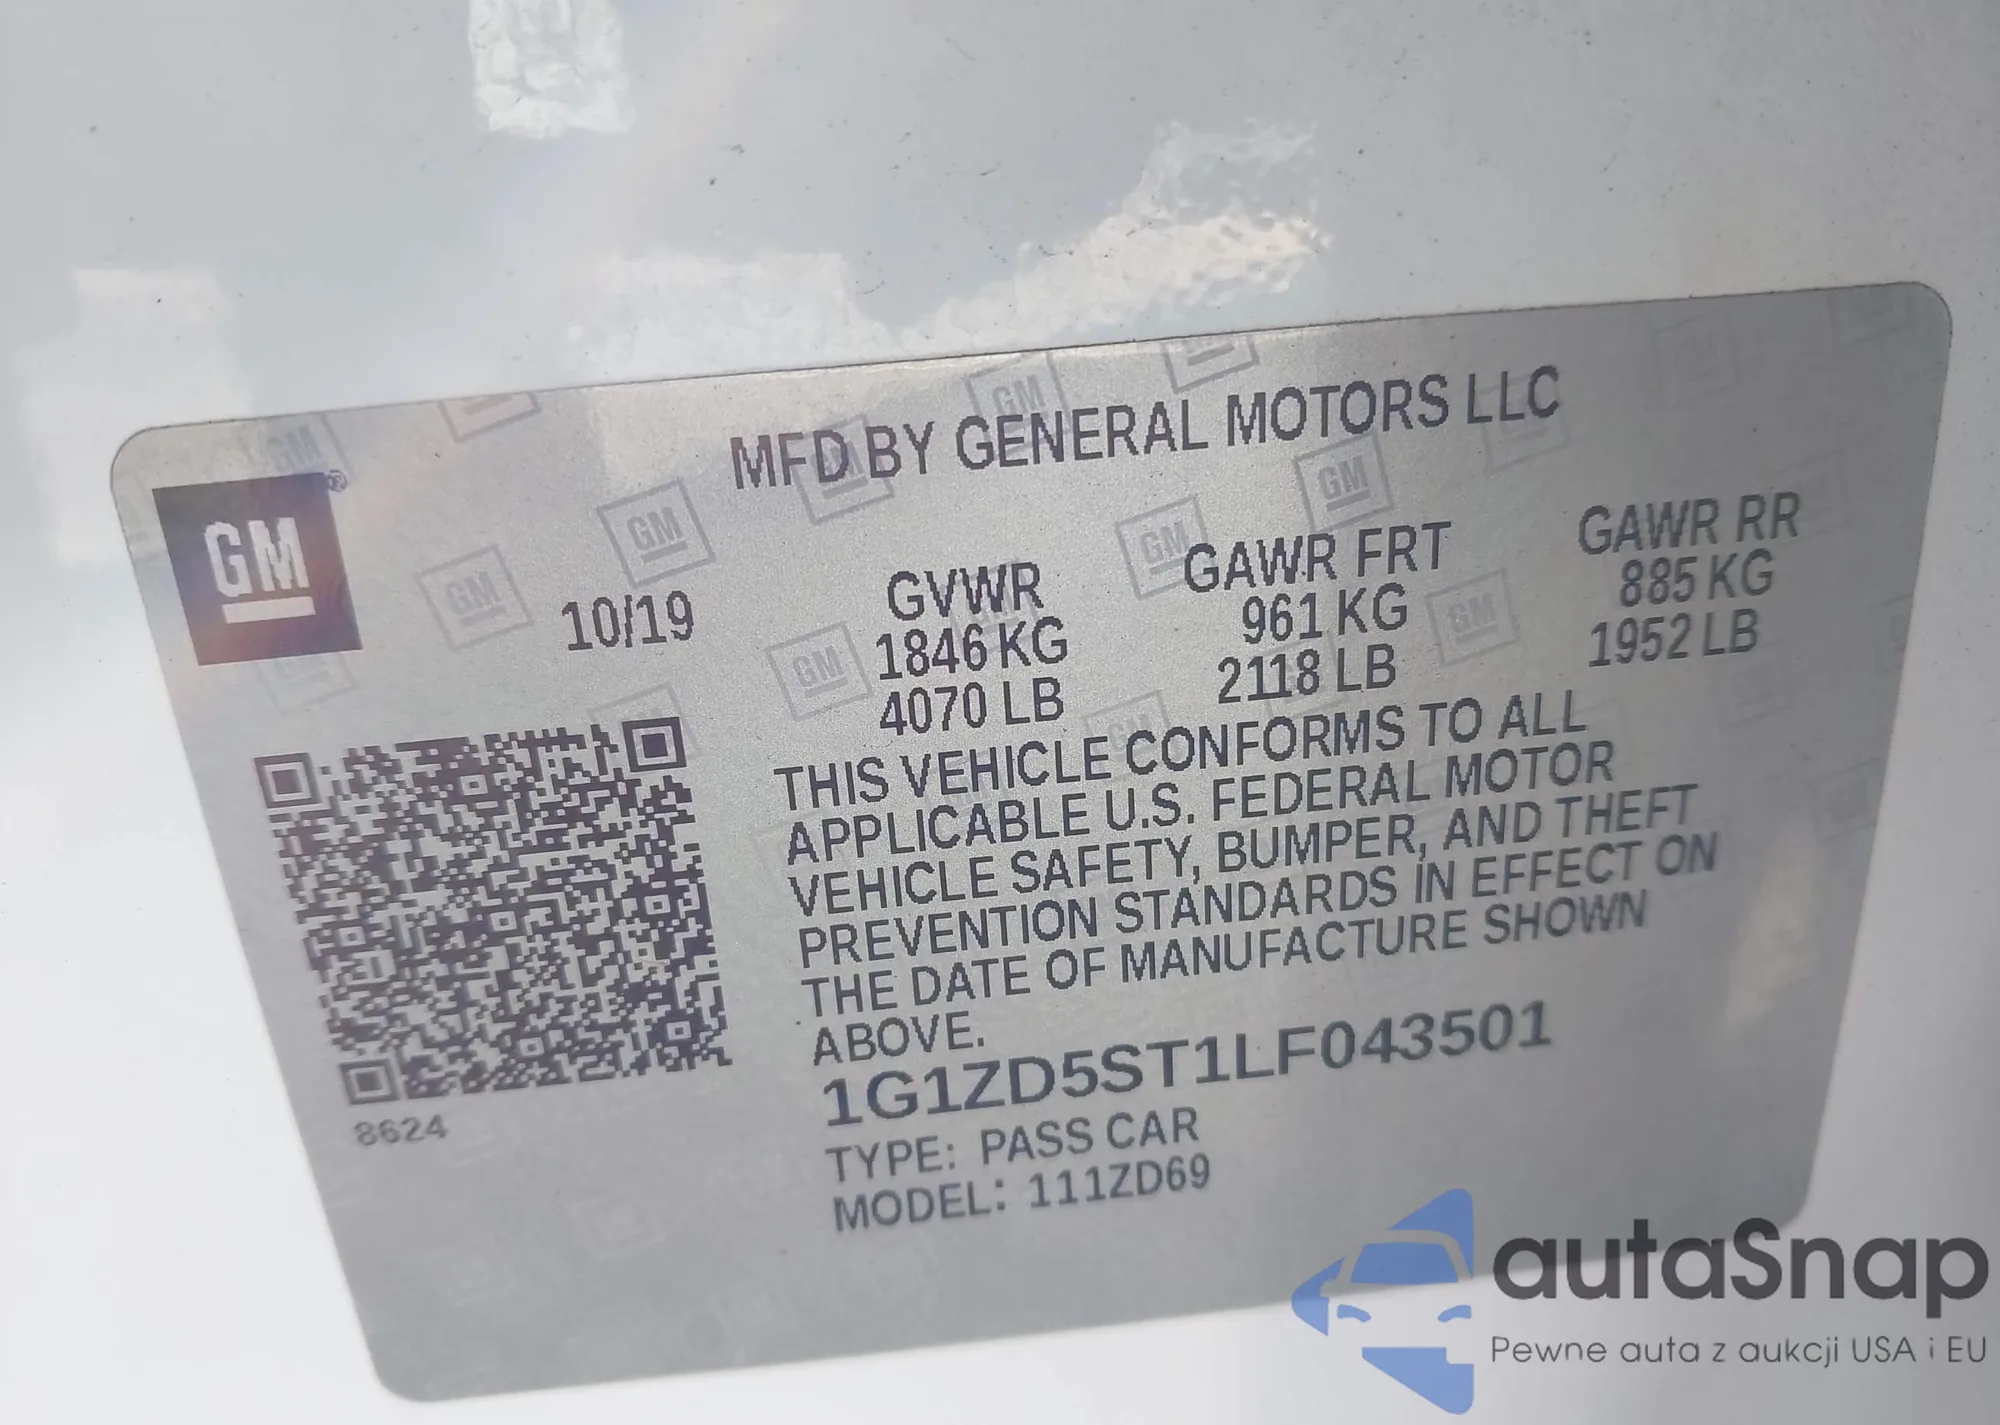 MFD BY GENERAL MOTORS LLC
GM
10/19
GVWR
1846 KG
4070 LB
GAWR FRT
961 KG
2118 LB
GAWR RR
885 KG
1952 LB
THIS VEHICLE CONFORMS TO ALL
APPLICABLE U.S. FEDERAL MOTOR
VEHICLE SAFETY, BUMPER, AND THEFT
PREVENTION STANDARDS IN EFFECT ON
THE DATE OF MANUFACTURE SHOWN
ABOVE.
1G1ZD5ST1LF043501
TYPE: PASS CAR
MODEL: 111ZD69
8624
autaSnap
Pewne auta z aukcji USA i EU